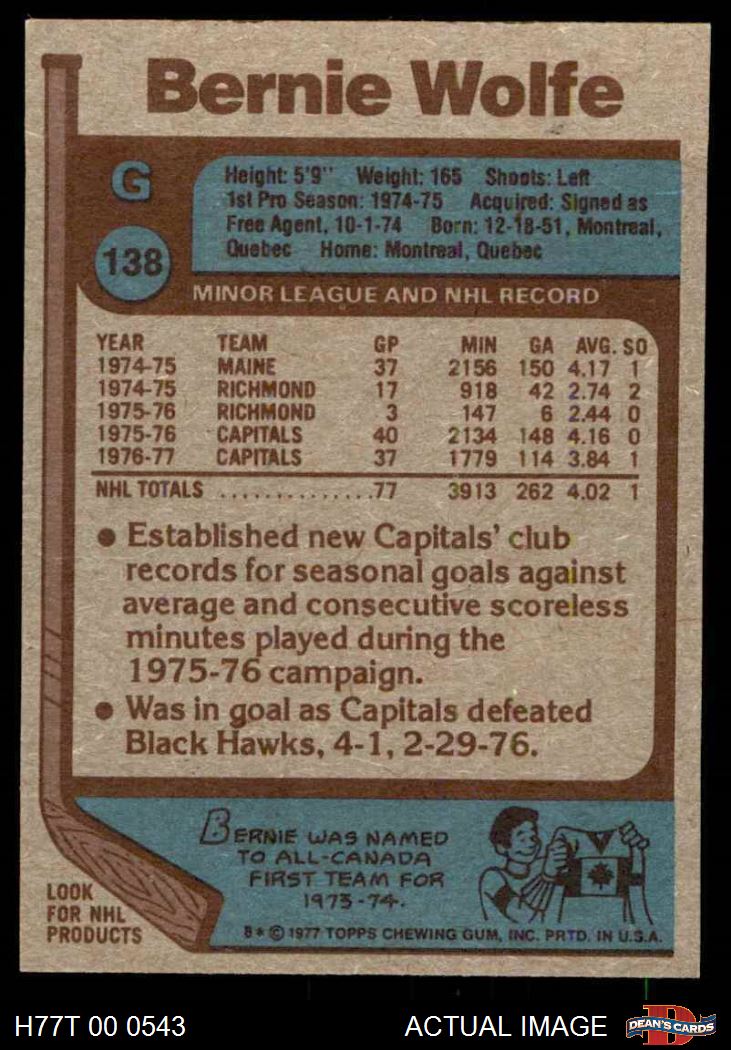 Bernie Wolfe
G
138
Height: 5'9" Weight: 165 Shoots: Left
1st Pro Season: 1974-75 Acquired: Signed as
Free Agent, 10-1-74 Born: 12-18-51, Montreal,
Quebec Home: Montreal, Quebec
MINOR LEAGUE AND NHL RECORD
YEAR TEAM GP MIN GA AVG. SO
1974-75 MAINE 37 2156 150 4.17 1
1974-75 RICHMOND 17 918 42 2.74 2
1975-76 RICHMOND 3 147 6 2.44 0
1975-76 CAPITALS 40 2134 148 4.16 0
1976-77 CAPITALS 37 1779 114 3.84 1
NHL TOTALS ...............77 3913 262 4.02 1
• Established new Capitals' club
records for seasonal goals against
average and consecutive scoreless
minutes played during the
1975-76 campaign.
• Was in goal as Capitals defeated
Black Hawks, 4-1, 2-29-76.
BERNIE WAS NAMED
TO ALL-CANADA
FIRST TEAM FOR
1973-74.
LOOK
FOR NHL
PRODUCTS
B* © 1977 TOPPS CHEWING GUM, INC. PRTD. IN U.S.A.
H77T 00 0543 ACTUAL IMAGE
D
DEAN'S CARDS